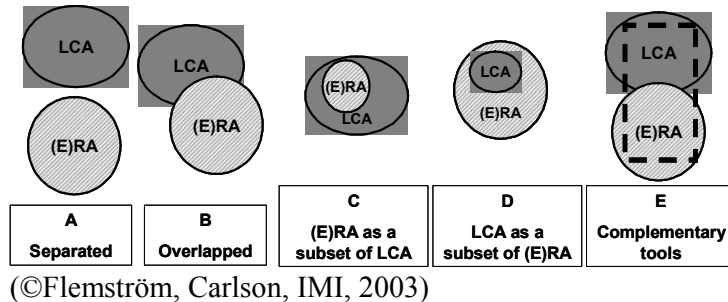 LCA
(E)RA
LCA
(E)RA
(E)RA
LCA
LCA
(E)RA
LCA
(E)RA
A
Separated
B
Overlapped
C
(E)RA as a
subset of LCA
D
LCA as a
subset of (E)RA
E
Complementary
tools
(©Flemström, Carlson, IMI, 2003)